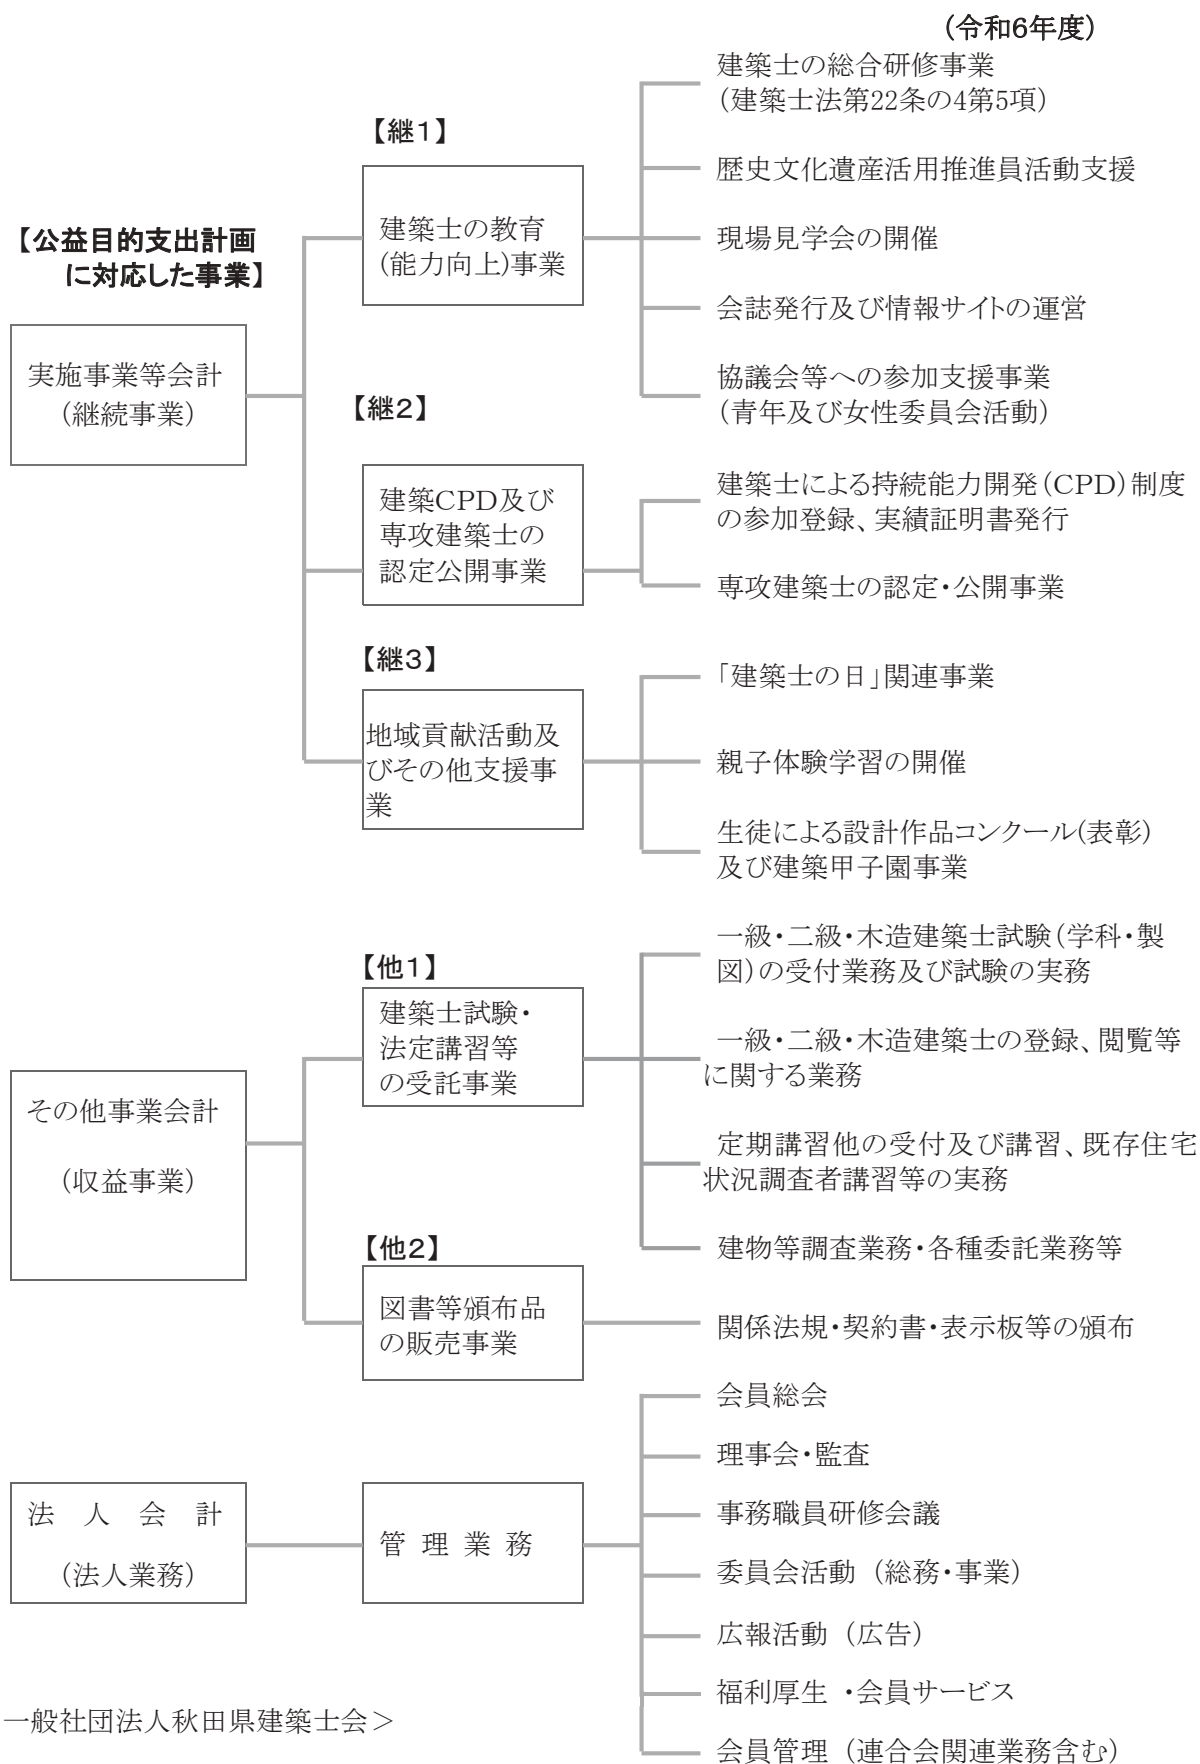 (令和6年度)
【公益目的支出計画
に対応した事業】
実施事業等会計
(継続事業)
【継1】
建築士の教育
(能力向上)事業
建築士の総合研修事業
(建築士法第22条の4第5項)
歴史文化遺産活用推進員活動支援
現場見学会の開催
会誌発行及び情報サイトの運営
協議会等への参加支援事業
(青年及び女性委員会活動)
【継2】
建築CPD及び
専攻建築士の
認定公開事業
建築士による持続能力開発(CPD)制度
の参加登録、実績証明書発行
専攻建築士の認定・公開事業
【継3】
地域貢献活動及
びその他支援事
業
「建築士の日」関連事業
親子体験学習の開催
生徒による設計作品コンクール(表彰)
及び建築甲子園事業
その他事業会計
(収益事業)
【他1】
建築士試験・
法定講習等
の受託事業
一級・二級・木造建築士試験(学科・製
図)の受付業務及び試験の実務
一級・二級・木造建築士の登録、閲覧等
に関する業務
定期講習他の受付及び講習、既存住宅
状況調査者講習等の実務
建物等調査業務・各種委託業務等
【他2】
図書等頒布品
の販売事業
関係法規・契約書・表示板等の頒布
法 人 会 計
(法人業務)
管 理 業 務
会員総会
理事会・監査
事務職員研修会議
委員会活動 (総務・事業)
広報活動 (広告)
福利厚生 ・会員サービス
会員管理 (連合会関連業務含む)
一般社団法人秋田県建築士会>